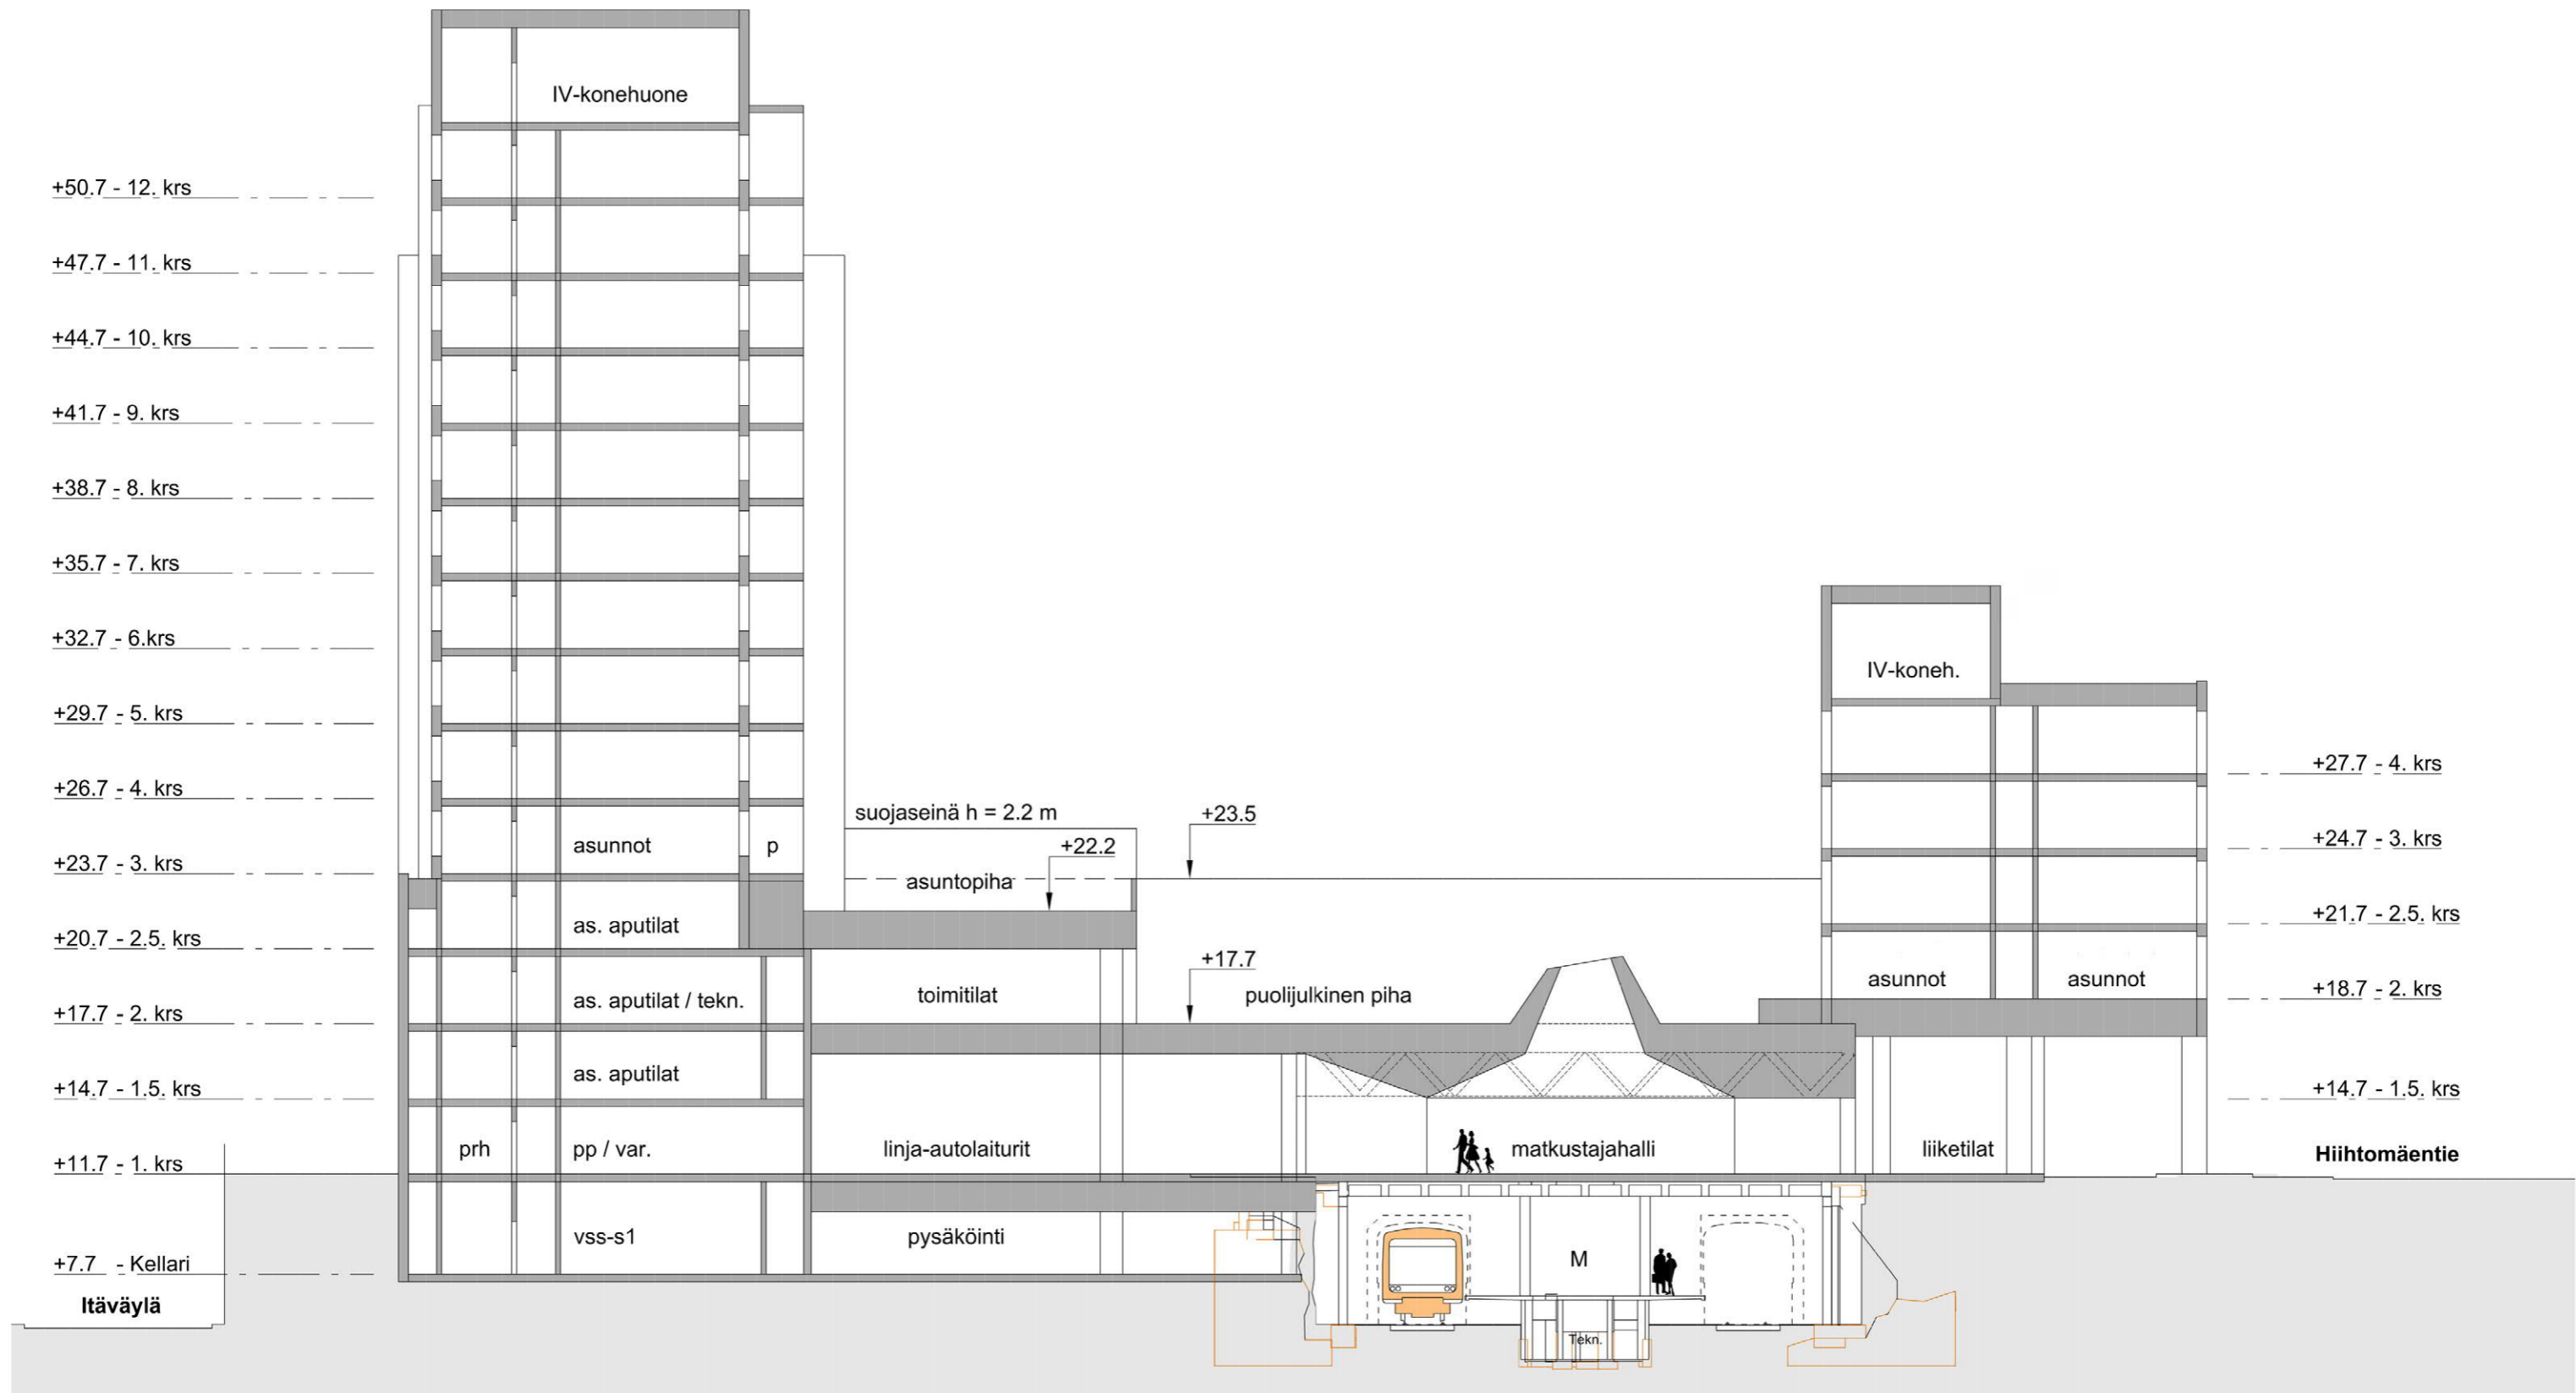 IV-konehuone
+50.7 - 12. krs
+47.7 - 11. krs
+44.7 - 10. krs
+41.7 - 9. krs
+38.7 - 8. krs
+35.7 - 7. krs
+32.7 - 6.krs
IV-koneh.
+29.7 - 5. krs
+27.7 - 4. krs
+26.7 - 4. krs
suojaseinä h = 2.2 m
+23.5
+24.7 - 3. krs
asunnot
p
+22.2
+23.7 - 3. krs
asuntopiha
+21.7 - 2.5. krs
as. aputilat
+20.7 - 2.5. krs
+17.7
asunnot
asunnot
+18.7 - 2. krs
as. aputilat / tekn.
toimitilat
puolijulkinen piha
+17.7 - 2. krs
as. aputilat
+14.7 - 1.5. krs
+14.7 - 1.5. krs
prh
pp / var.
linja-autolaiturit
matkustajahalli
liiketilat
Hiihtomäentie
+11.7 - 1. krs
vss-s1
pysäköinti
M
+7.7 - Kellari
Itäväylä
Tekn.